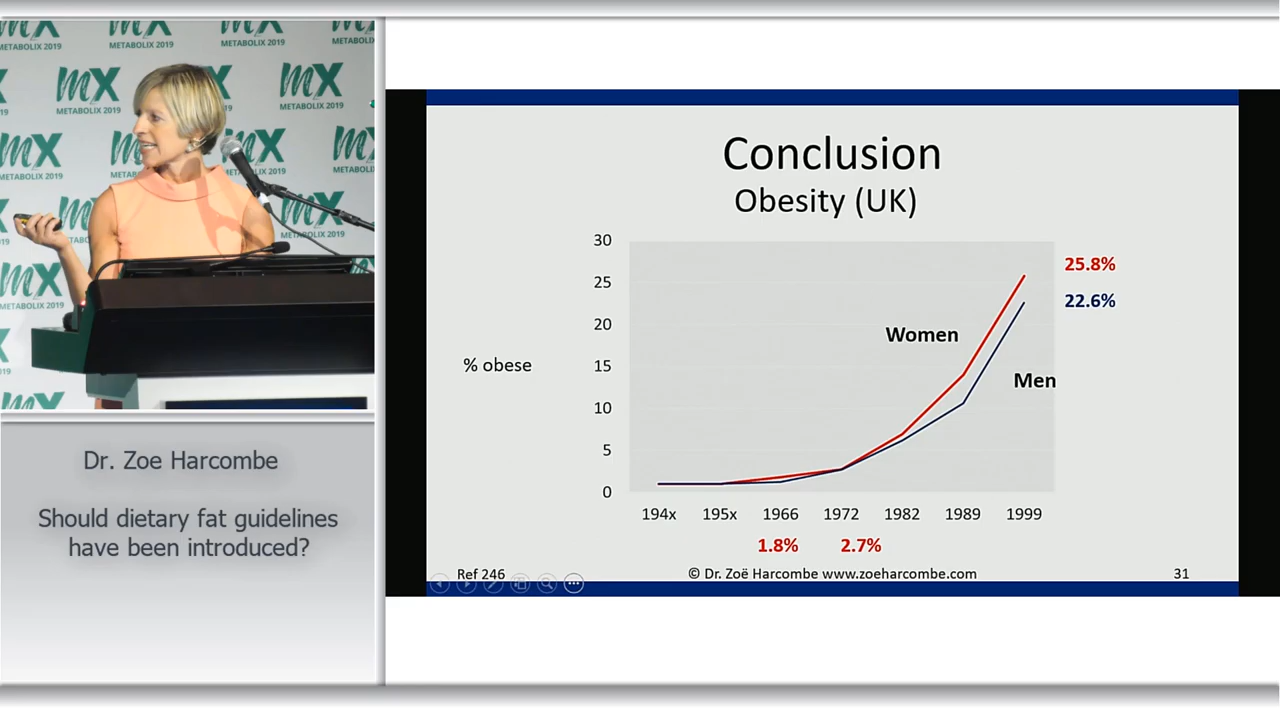 mX
METABOLIX 2019
Dr. Zoe Harcombe
Should dietary fat guidelines
have been introduced?
Conclusion
Obesity (UK)
% obese
30
25
20
15
10
5
0
25.8%
22.6%
Women
Men
194x 195x 1966 1972 1982 1989 1999
1.8% 2.7%
Ref 246
© Dr. Zoë Harcombe www.zoeharcombe.com
31